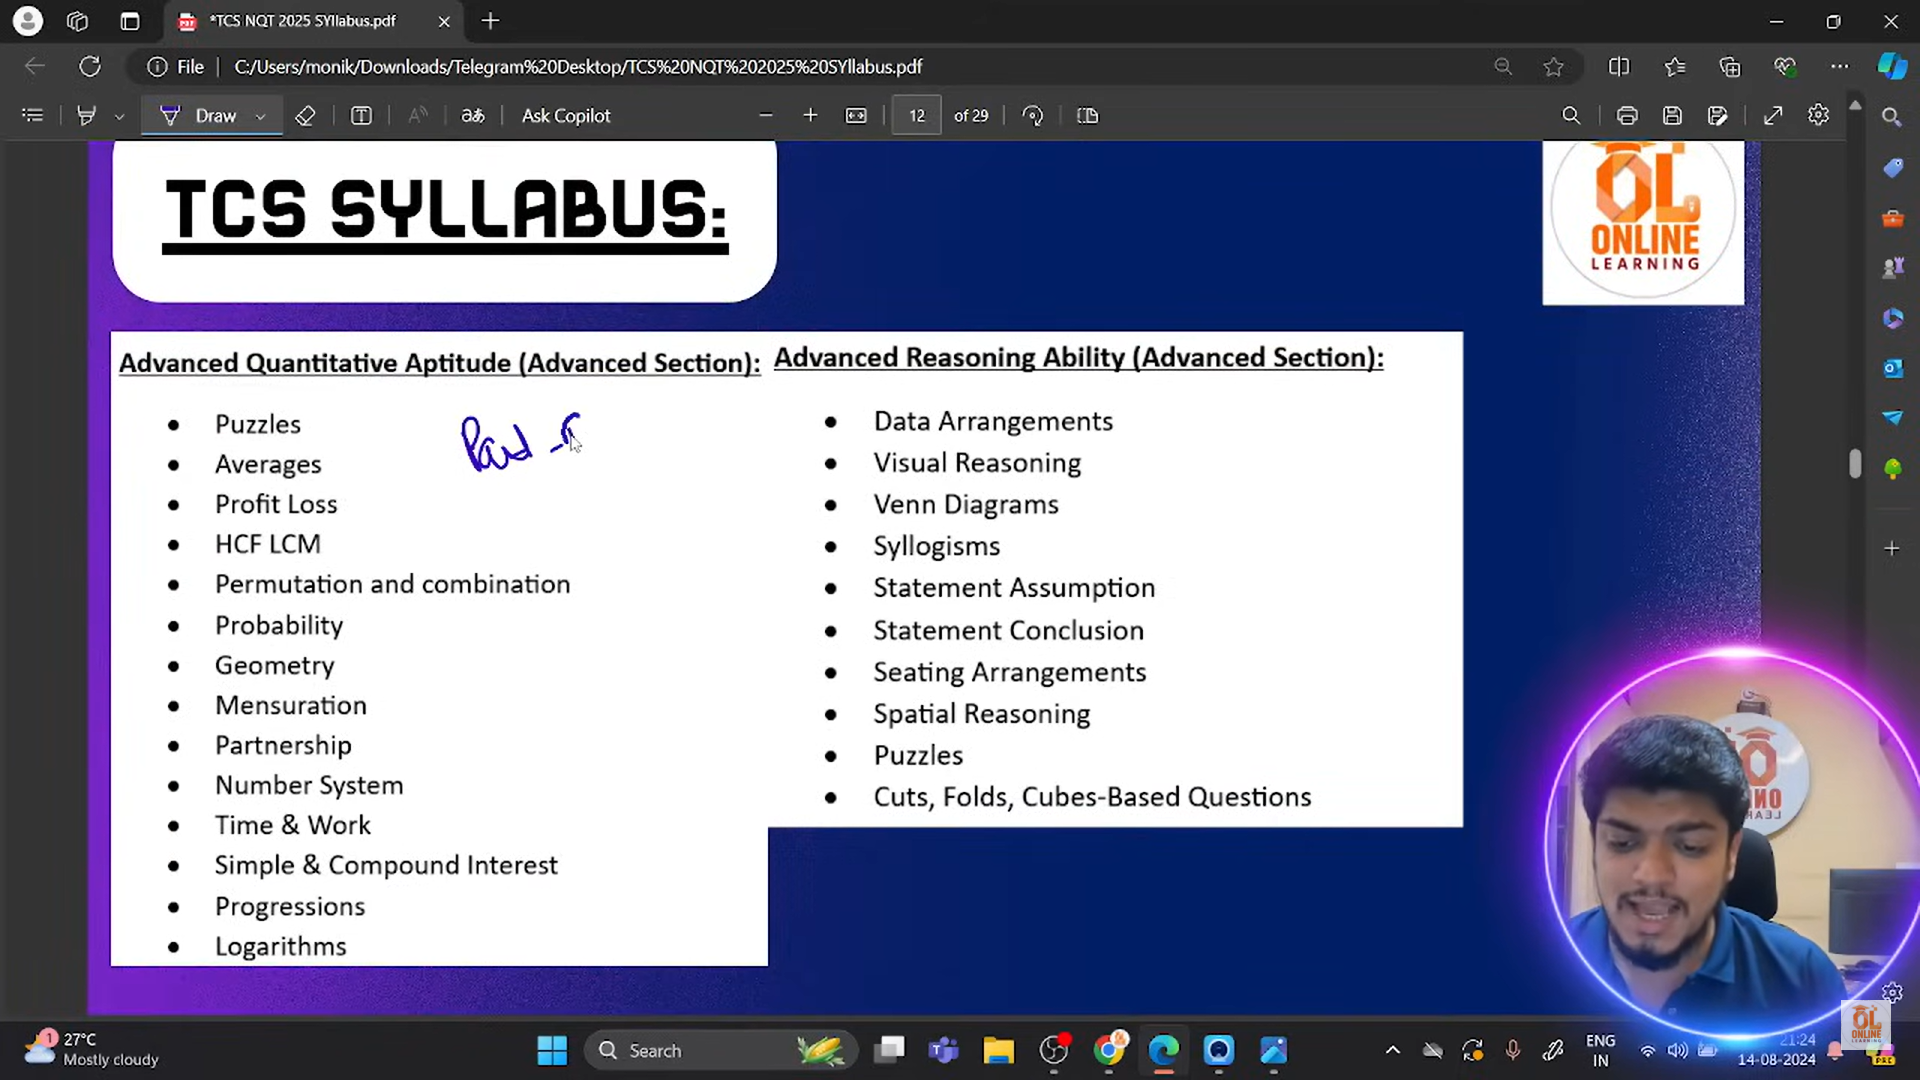 *TCS NQT 2025 SYllabus.pdf
File
C:/Users/monik/Downloads/Telegram%20Desktop/TCS%20NQT%202025%20SYllabus.pdf
Draw
Ask Copilot
12 of 29
TCS SYLLABUS:
OL
ONLINE
LEARNING
Advanced Quantitative Aptitude (Advanced Section):
Puzzles
Averages
Profit Loss
HCF LCM
Permutation and combination
Probability
Geometry
Mensuration
Partnership
Number System
Time & Work
Simple & Compound Interest
Progressions
Logarithms
Advanced Reasoning Ability (Advanced Section):
Data Arrangements
Visual Reasoning
Venn Diagrams
Syllogisms
Statement Assumption
Statement Conclusion
Seating Arrangements
Spatial Reasoning
Puzzles
Cuts, Folds, Cubes-Based Questions
1
27°C
Mostly cloudy
Search
ENG
IN
21:24
14-08-2024